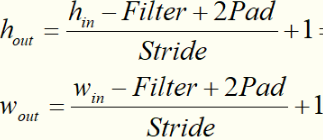 h_out = (h_in − Filter + 2Pad) / Stride + 1 =
w_out = (w_in − Filter + 2Pad) / Stride + 1